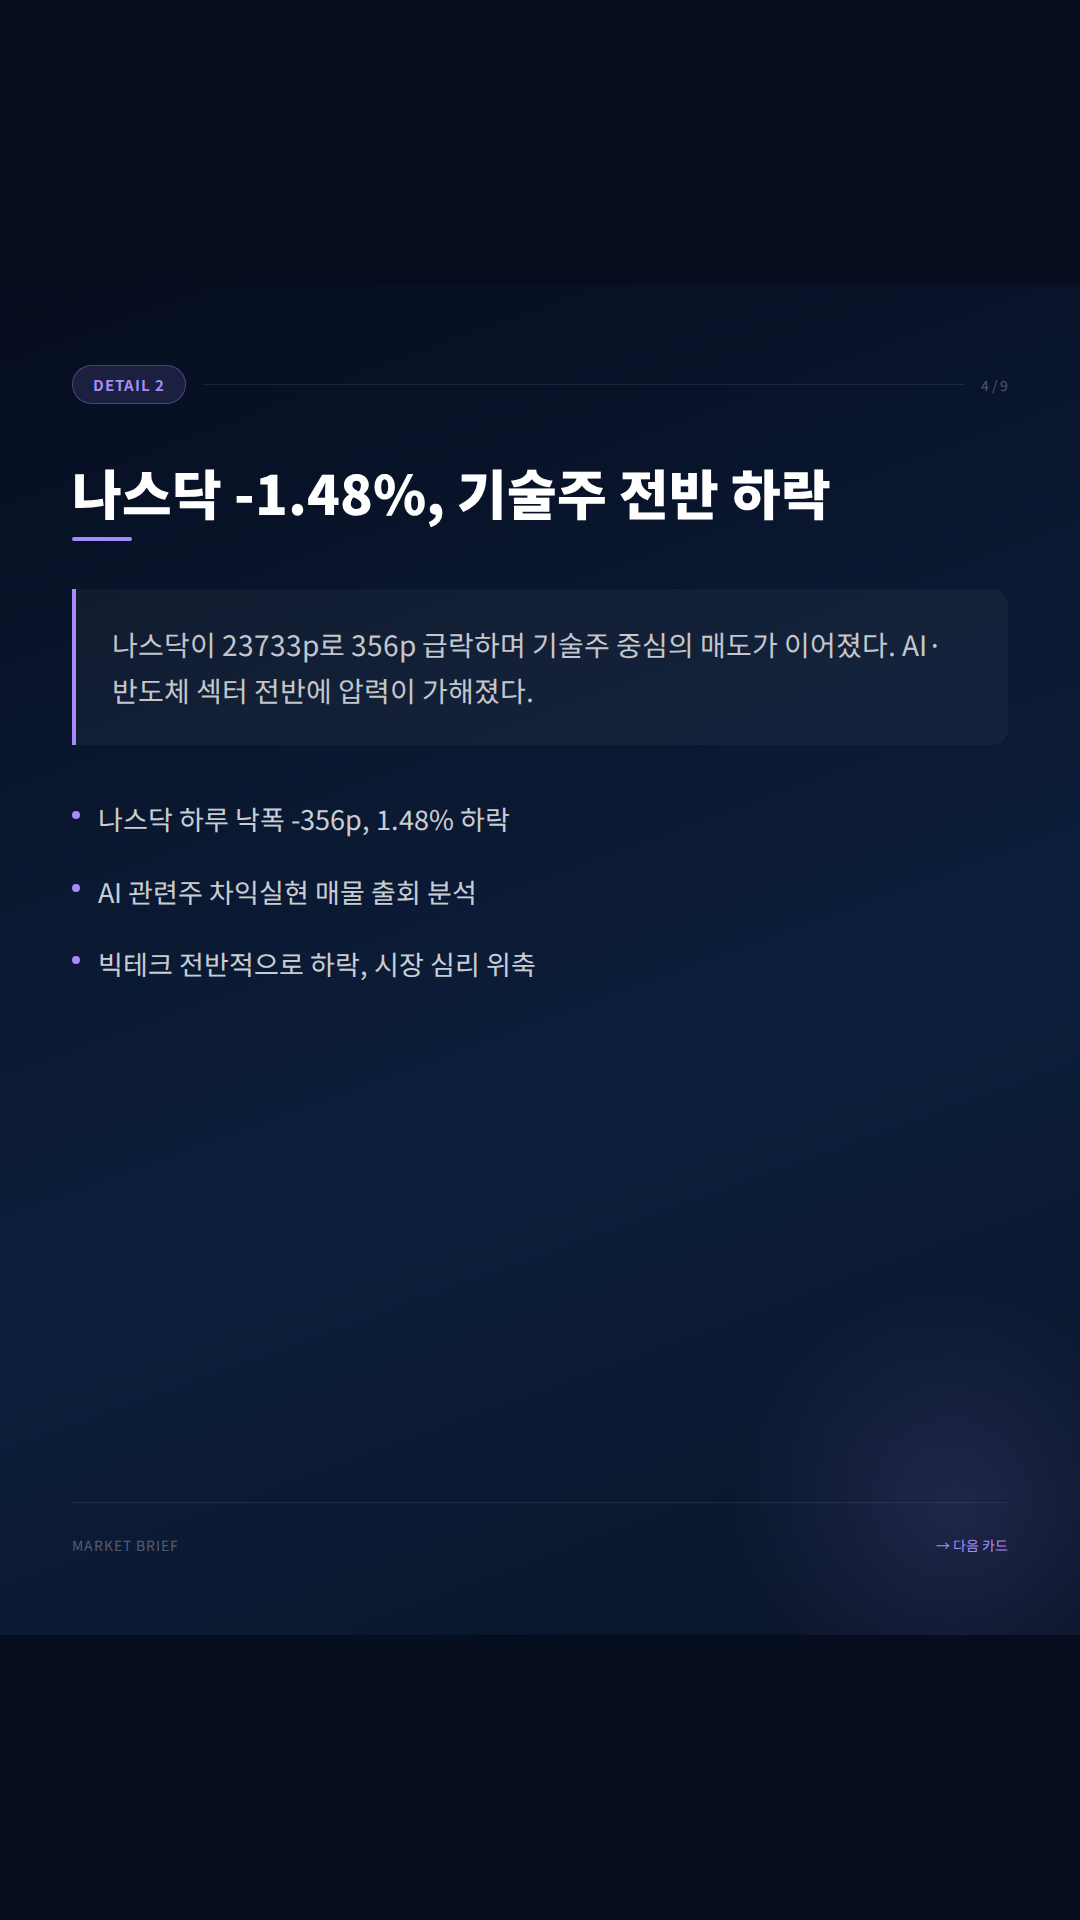 DETAIL 2
4 / 9
나스닥 -1.48%, 기술주 전반 하락
나스닥이 23733p로 356p 급락하며 기술주 중심의 매도가 이어졌다. AI·
반도체 섹터 전반에 압력이 가해졌다.
• 나스닥 하루 낙폭 -356p, 1.48% 하락
• AI 관련주 차익실현 매물 출회 분석
• 빅테크 전반적으로 하락, 시장 심리 위축
MARKET BRIEF
→ 다음 카드